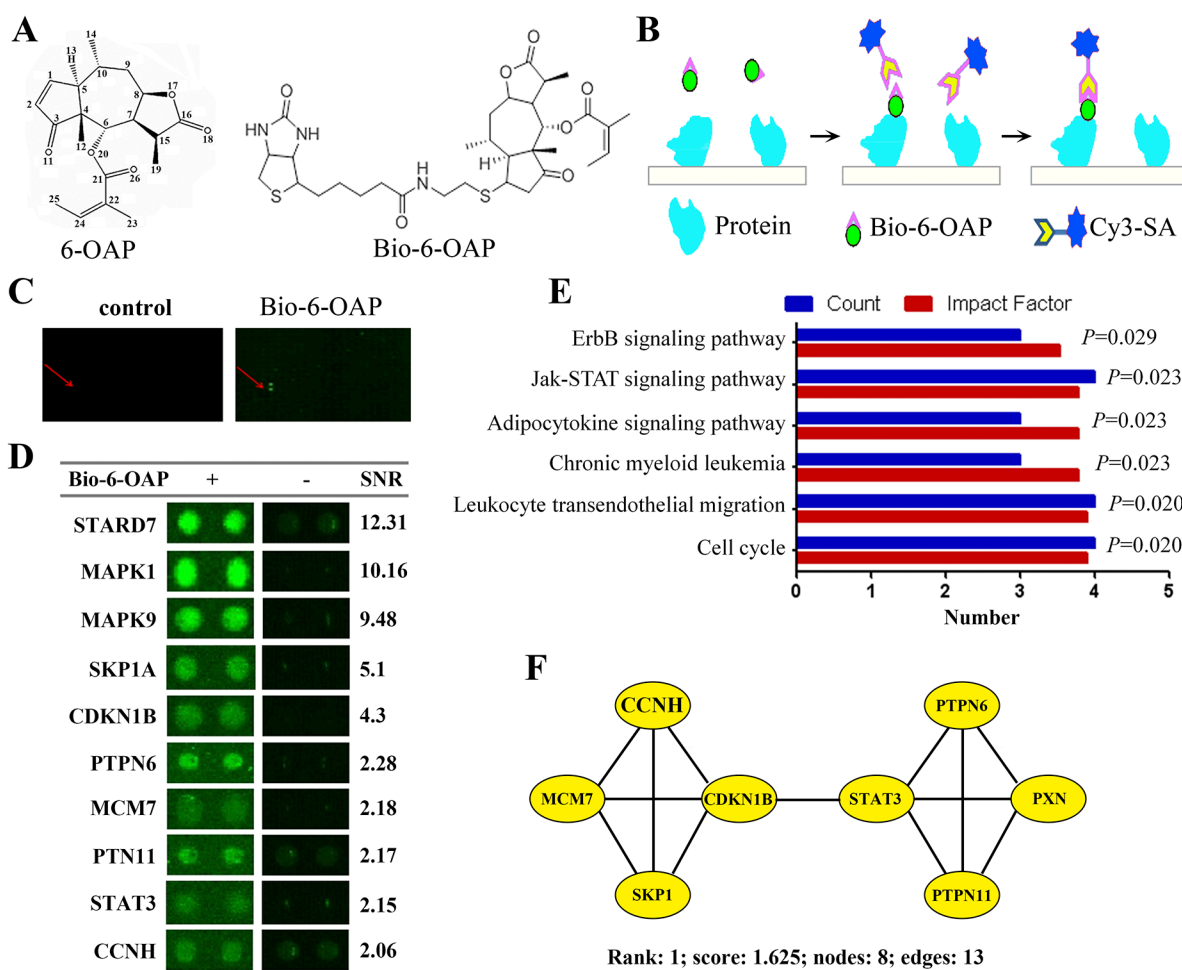 A
14
13
H
9
1
10
5
8
17
O
2
4
7
16
3
6
O
12
15
18
O
11
O
20
19
21
O
26
25
22
24
23
6-OAP
O
O
O
HN
NH
O
O
H
S
N
H
S
O
O
Bio-6-OAP
B
Protein
Bio-6-OAP
Cy3-SA
C
control
Bio-6-OAP
D
Bio-6-OAP + - SNR
STARD7 12.31
MAPK1 10.16
MAPK9 9.48
SKP1A 5.1
CDKN1B 4.3
PTPN6 2.28
MCM7 2.18
PTN11 2.17
STAT3 2.15
CCNH 2.06
E
Count Impact Factor
ErbB signaling pathway P=0.029
Jak-STAT signaling pathway P=0.023
Adipocytokine signaling pathway P=0.023
Chronic myeloid leukemia P=0.023
Leukocyte transendothelial migration P=0.020
Cell cycle P=0.020
0 1 2 3 4 5
Number
F
CCNH PTPN6
MCM7 CDKN1B STAT3 PXN
SKP1 PTPN11
Rank: 1; score: 1.625; nodes: 8; edges: 13